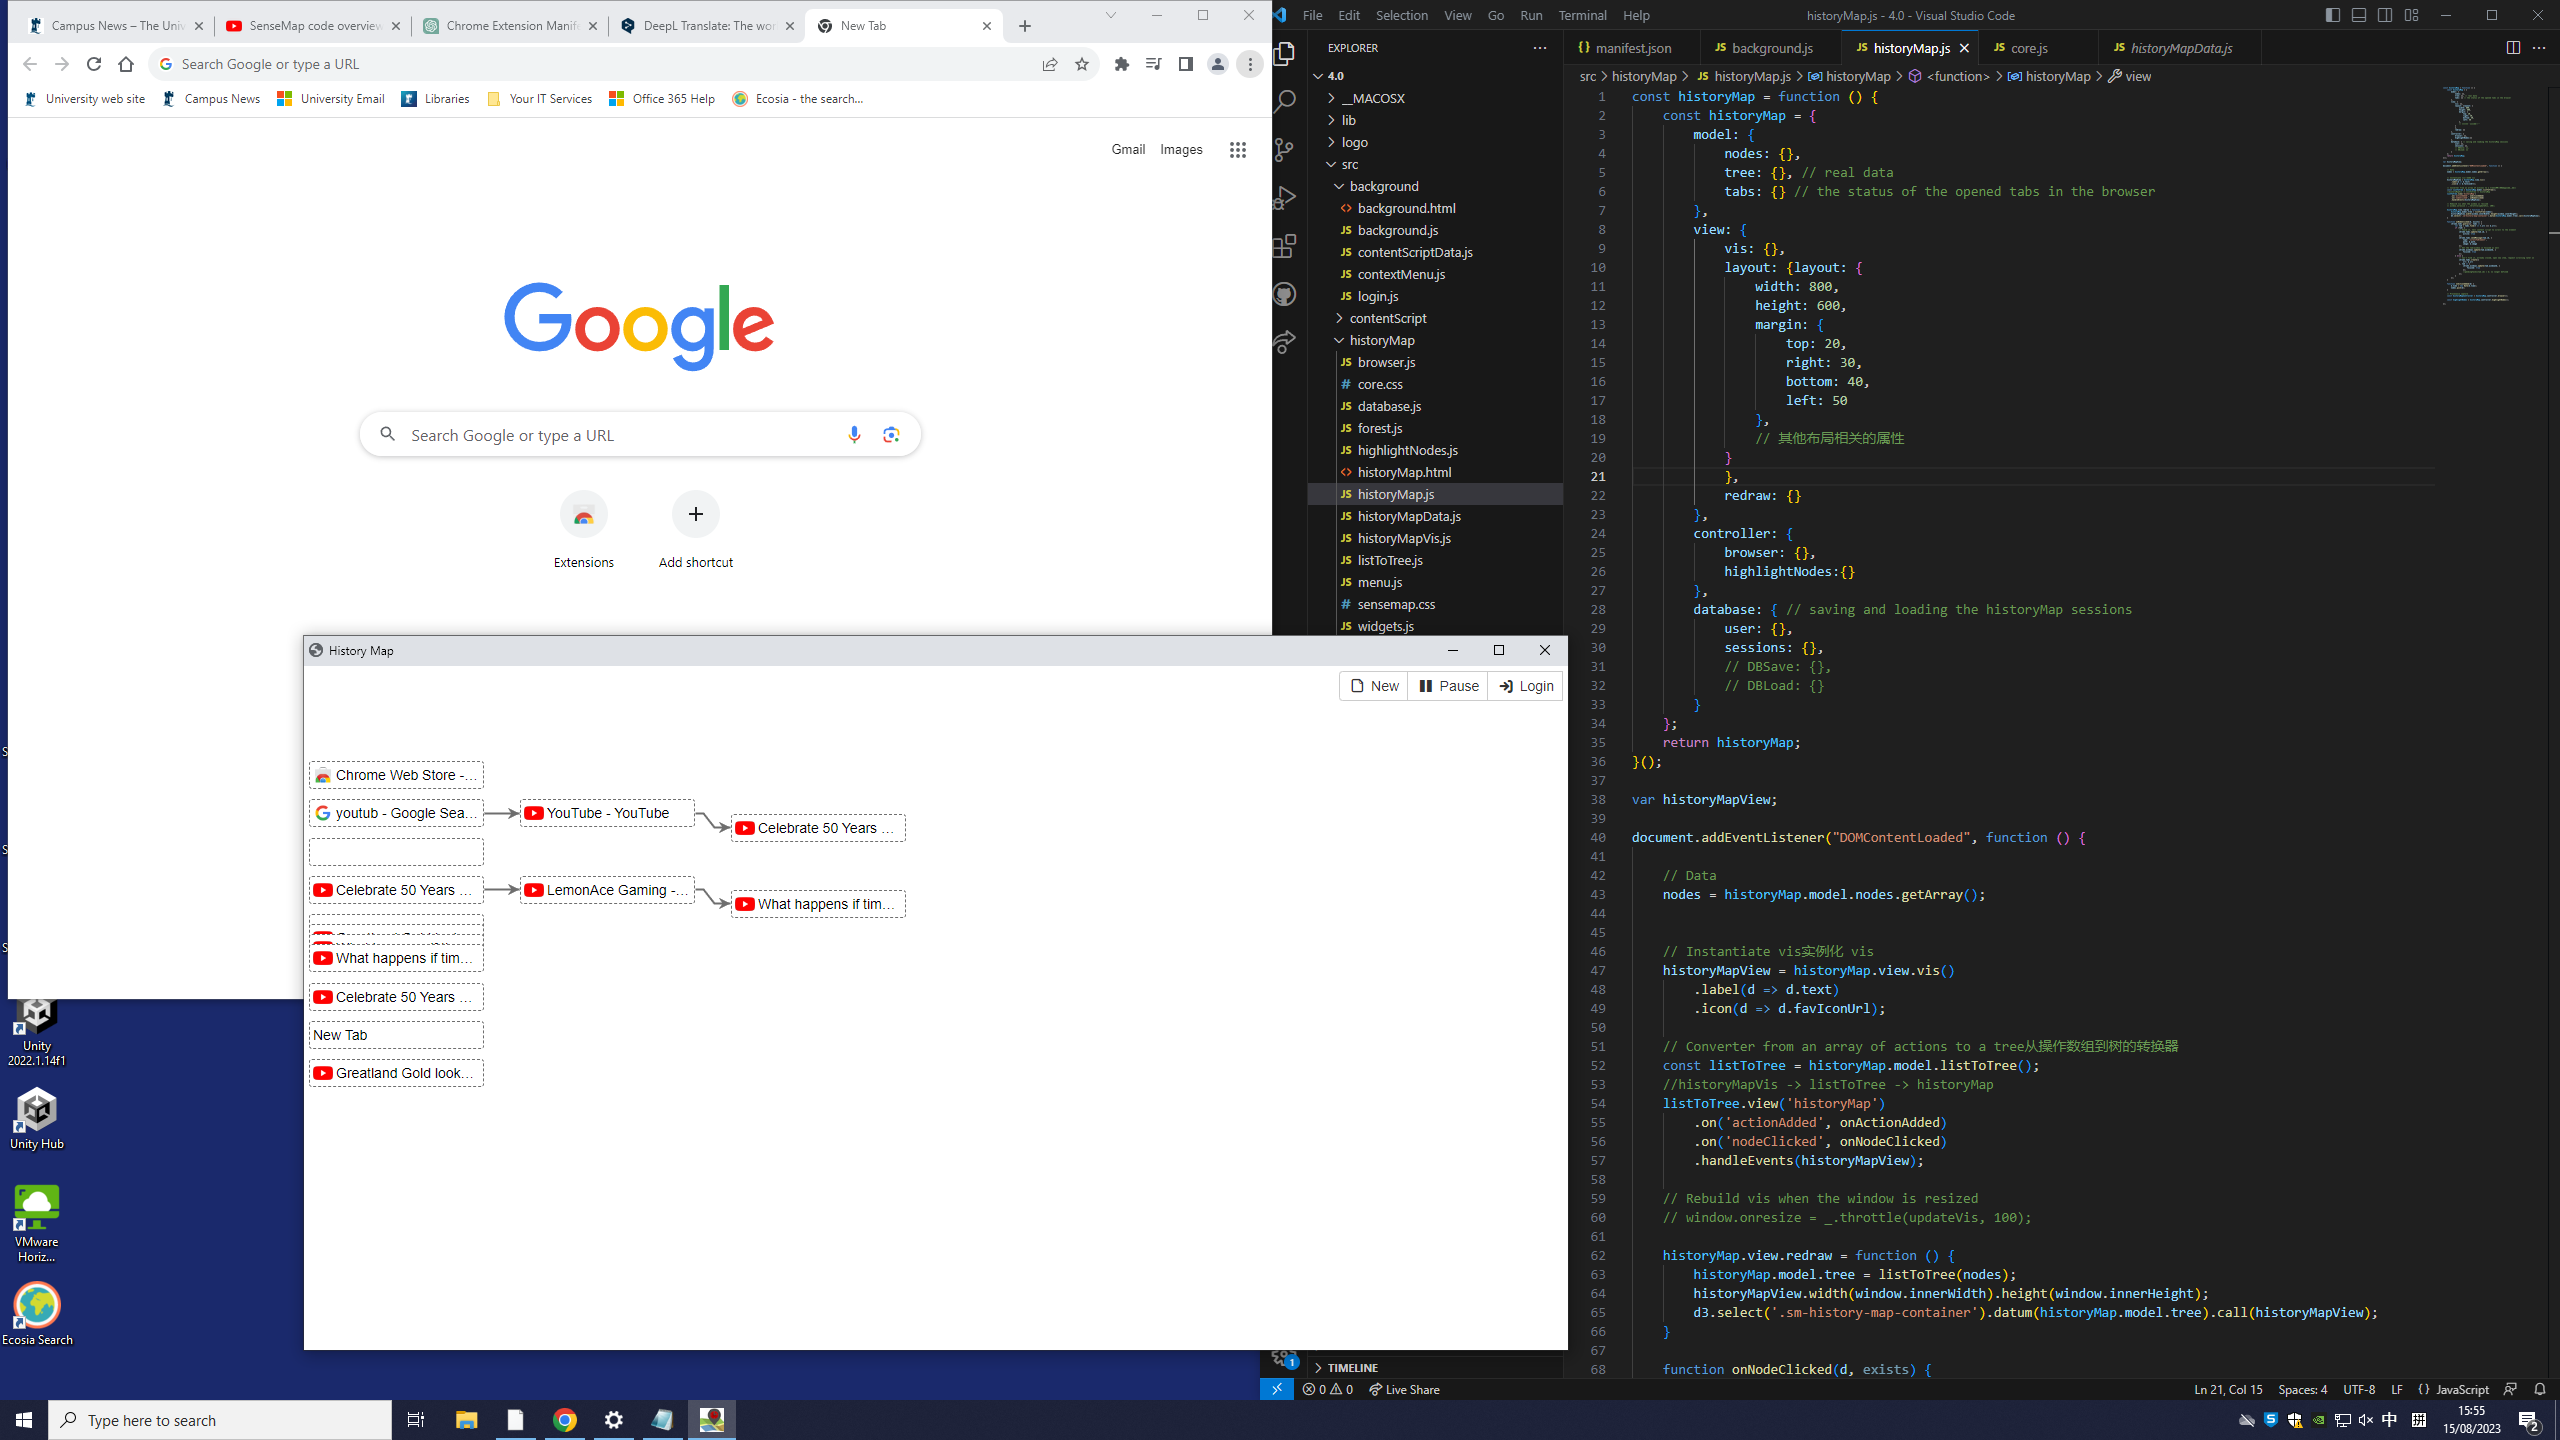 Campus News – The Univ
SenseMap code overview
Chrome Extension Manife
DeepL Translate: The wor
New Tab
Search Google or type a URL
University web site
Campus News
University Email
Libraries
Your IT Services
Office 365 Help
Ecosia - the search...
Gmail
Images
Google
Search Google or type a URL
Extensions
Add shortcut
History Map
New
Pause
Login
Chrome Web Store -...
youtub - Google Sea...
YouTube - YouTube
Celebrate 50 Years ...
Celebrate 50 Years ...
LemonAce Gaming -...
What happens if tim...
What happens if tim...
Celebrate 50 Years ...
New Tab
Greatland Gold look...
Unity
2022.1.14f1
Unity Hub
VMware
Horiz...
Ecosia Search
File
Edit
Selection
View
Go
Run
Terminal
Help
historyMap.js - 4.0 - Visual Studio Code
EXPLORER
4.0
__MACOSX
lib
logo
src
background
background.html
background.js
contentScriptData.js
contextMenu.js
login.js
contentScript
historyMap
browser.js
core.css
database.js
forest.js
highlightNodes.js
historyMap.html
historyMap.js
historyMapData.js
historyMapVis.js
listToTree.js
menu.js
sensemap.css
widgets.js
TIMELINE
manifest.json
background.js
historyMap.js
core.js
historyMapData.js
src > historyMap > JS historyMap.js > historyMap > <function> > historyMap > view
1 const historyMap = function () {
2 const historyMap = {
3 model: {
4 nodes: {},
5 tree: {}, // real data
6 tabs: {} // the status of the opened tabs in the browser
7 },
8 view: {
9 vis: {},
10 layout: {layout: {
11 width: 800,
12 height: 600,
13 margin: {
14 top: 20,
15 right: 30,
16 bottom: 40,
17 left: 50
18 },
19 // 其他布局相关的属性
20 }
21 },
22 redraw: {}
23 },
24 controller: {
25 browser: {},
26 highlightNodes:{}
27 },
28 database: { // saving and loading the historyMap sessions
29 user: {},
30 sessions: {},
31 // DBSave: {},
32 // DBLoad: {}
33 }
34 };
35 return historyMap;
36 }();
37
38 var historyMapView;
39
40 document.addEventListener("DOMContentLoaded", function () {
41
42 // Data
43 nodes = historyMap.model.nodes.getArray();
44
45
46 // Instantiate vis实例化 vis
47 historyMapView = historyMap.view.vis()
48 .label(d => d.text)
49 .icon(d => d.favIconUrl);
50
51 // Converter from an array of actions to a tree从操作数组到树的转换器
52 const listToTree = historyMap.model.listToTree();
53 //historyMapVis -> listToTree -> historyMap
54 listToTree.view('historyMap')
55 .on('actionAdded', onActionAdded)
56 .on('nodeClicked', onNodeClicked)
57 .handleEvents(historyMapView);
58
59 // Rebuild vis when the window is resized
60 // window.onresize = _.throttle(updateVis, 100);
61
62 historyMap.view.redraw = function () {
63 historyMap.model.tree = listToTree(nodes);
64 historyMapView.width(window.innerWidth).height(window.innerHeight);
65 d3.select('.sm-history-map-container').datum(historyMap.model.tree).call(historyMapView);
66 }
67
68 function onNodeClicked(d, exists) {
0
0
Live Share
Ln 21, Col 15
Spaces: 4
UTF-8
LF
{} JavaScript
Type here to search
中
拼
15:55
15/08/2023
2